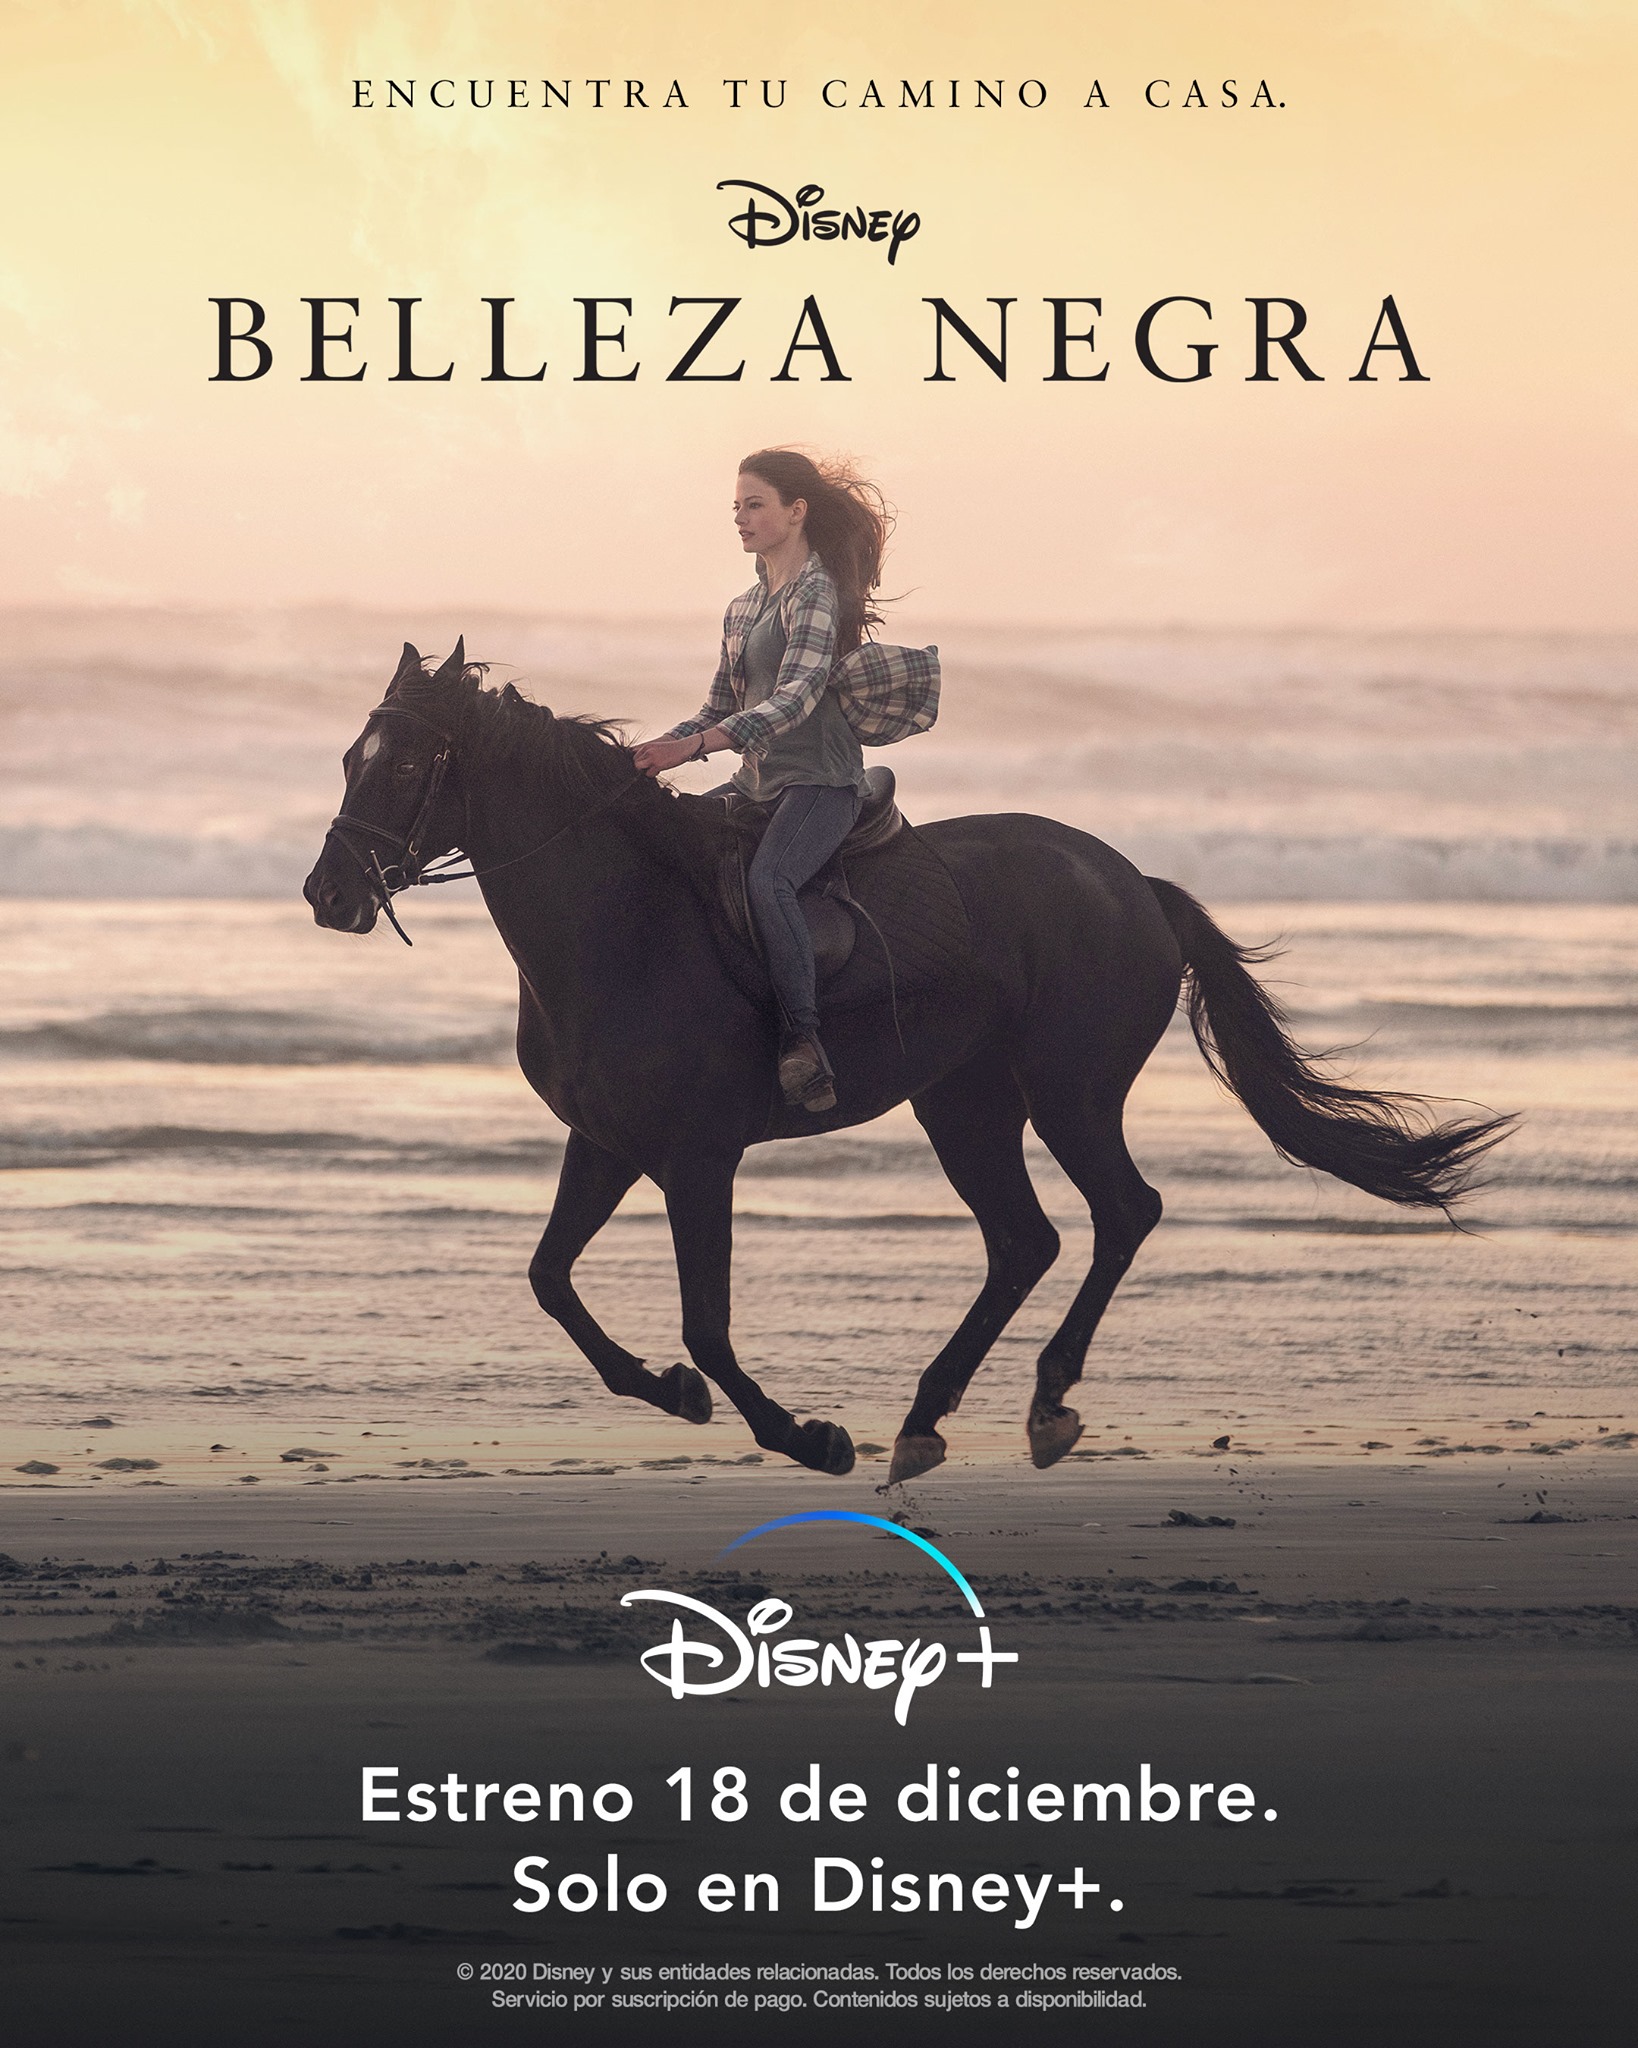 ENCUENTRA TU CAMINO A CASA.
Disney
BELLEZA NEGRA
Disney+
Estreno 18 de diciembre.
Solo en Disney+.
© 2020 Disney y sus entidades relacionadas. Todos los derechos reservados.
Servicio por suscripción de pago. Contenidos sujetos a disponibilidad.